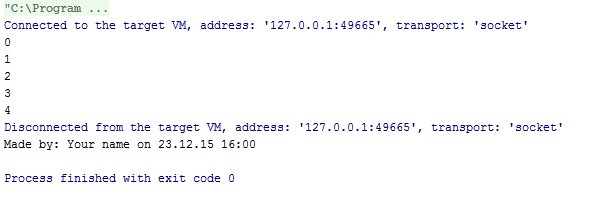 "C:\Program ...
Connected to the target VM, address: '127.0.0.1:49665', transport: 'socket'
0
1
2
3
4
Disconnected from the target VM, address: '127.0.0.1:49665', transport: 'socket'
Made by: Your name on 23.12.15 16:00
Process finished with exit code 0